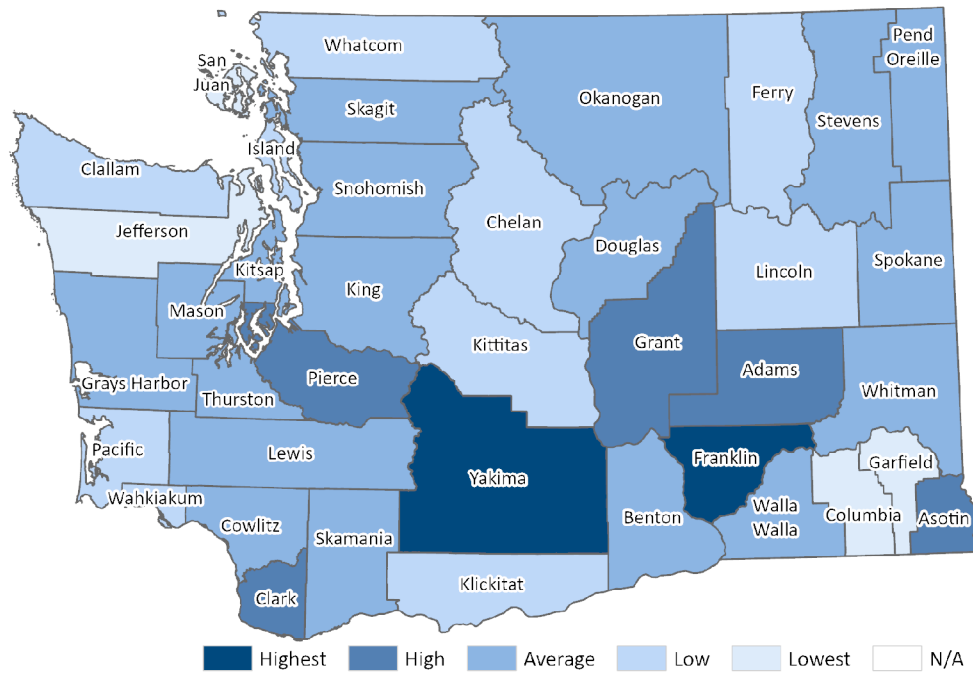 Whatcom
San
Juan
Skagit
Okanogan
Ferry
Pend
Oreille
Stevens
Island
Clallam
Snohomish
Chelan
Jefferson
Douglas
Kitsap
King
Lincoln
Spokane
Mason
Kittitas
Grant
Pierce
Adams
Grays Harbor
Thurston
Whitman
Pacific
Lewis
Yakima
Franklin
Garfield
Wahkiakum
Cowlitz
Skamania
Benton
Walla
Walla
Columbia
Asotin
Clark
Klickitat
Highest
High
Average
Low
Lowest
N/A